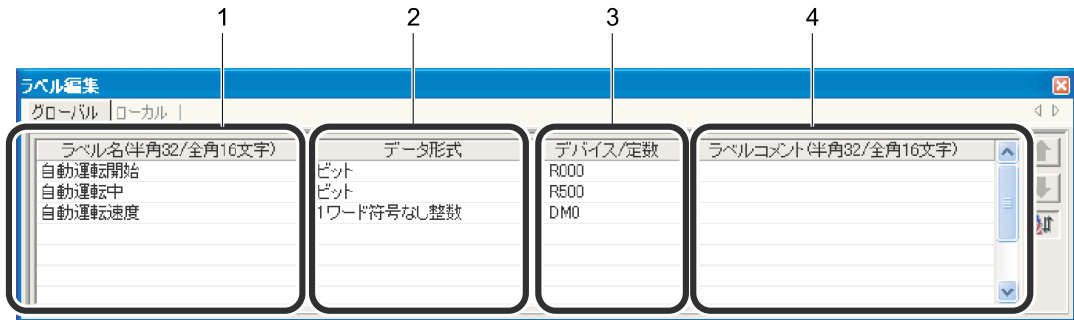 1 2 3 4
ラベル編集
グローバル ローカル
ラベル名(半角32/全角16文字) データ形式 デバイス/定数 ラベルコメント(半角32/全角16文字)
自動運転開始 ビット R000
自動運転中 ビット R500
自動運転速度 1ワード符号なし整数 DM0